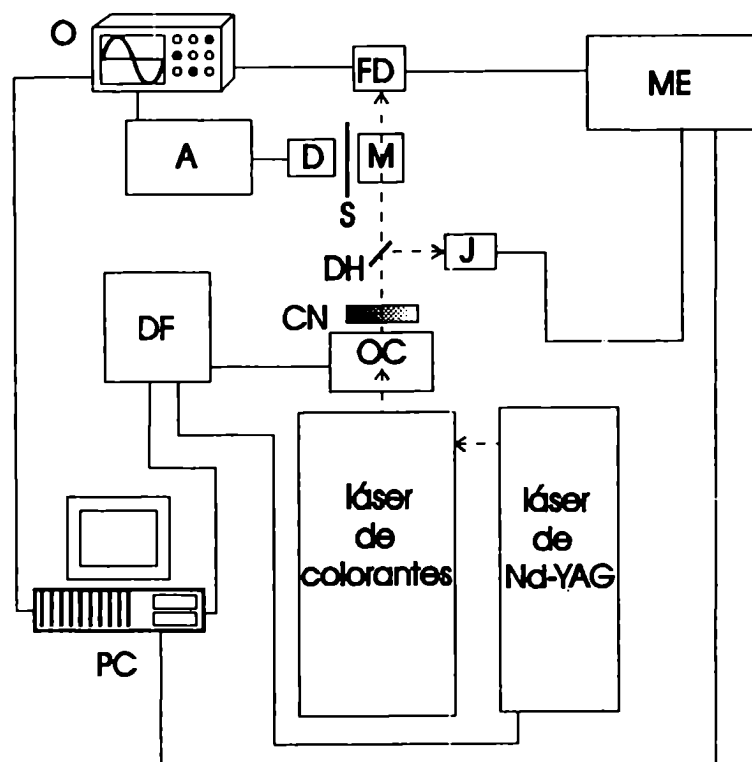 O
FD
ME
A
D
M
S
DH
J
CN
DF
OC
láser
de
colorantes
láser
de
Nd-YAG
PC